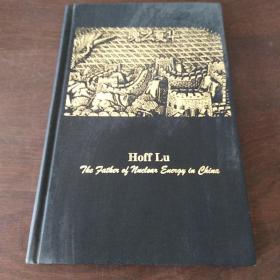 Hoff Lu
The Father of Nuclear Energy in China